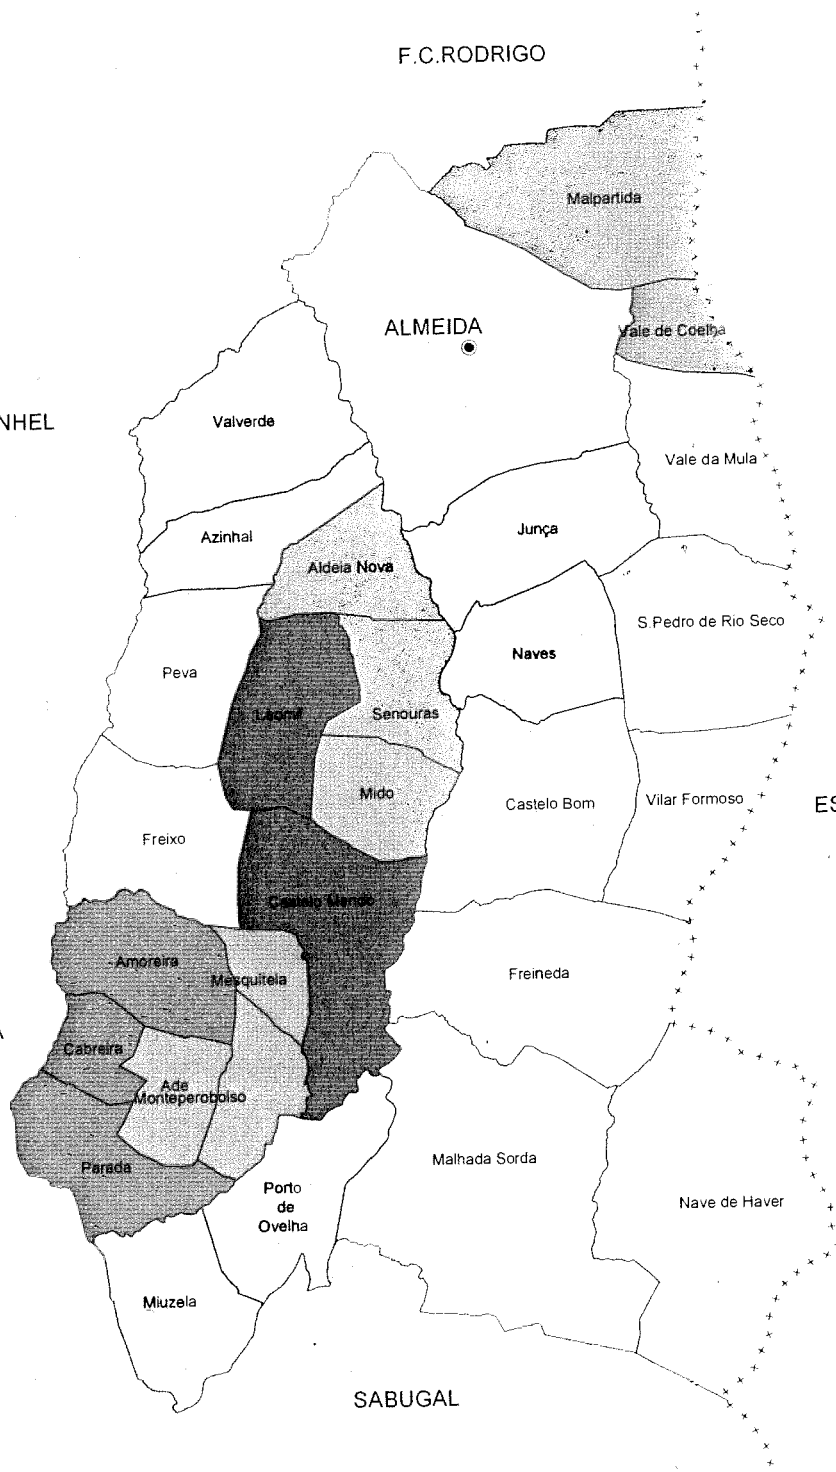 F.C.RODRIGO
Malpartida
ALMEIDA
Vale de Coelha
NHEL
Valverde
Vale da Mula
Azinhal
Junça
Aldeia Nova
S.Pedro de Rio Seco
Naves
Peva
Leomil
Senouras
Mido
Castelo Bom
Vilar Formoso
ES
Freixo
Castelo Mendo
Amoreira
Mesquitela
Freineda
A
Cabreira
Ade
Monteperobolso
Parada
Malhada Sorda
Porto
de
Ovelha
Nave de Haver
Miuzela
SABUGAL